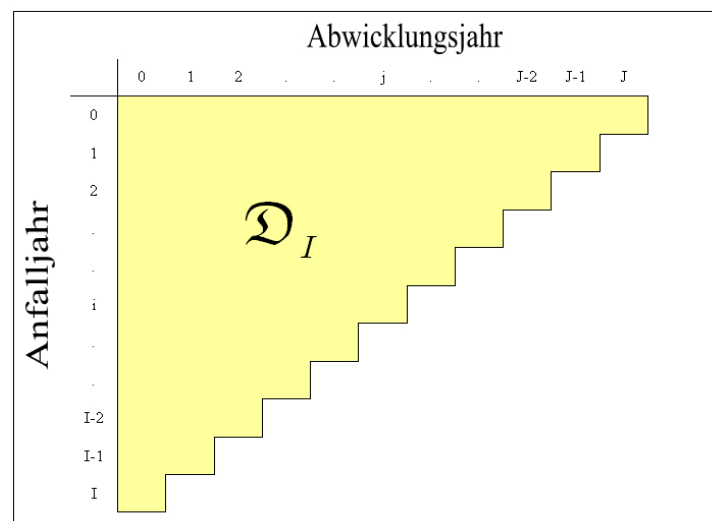 Abwicklungsjahr
0 1 2 . . j . . J-2 J-1 J
Anfalljahr
0
1
2
.
.
i
.
.
I-2
I-1
I
𝔇 I